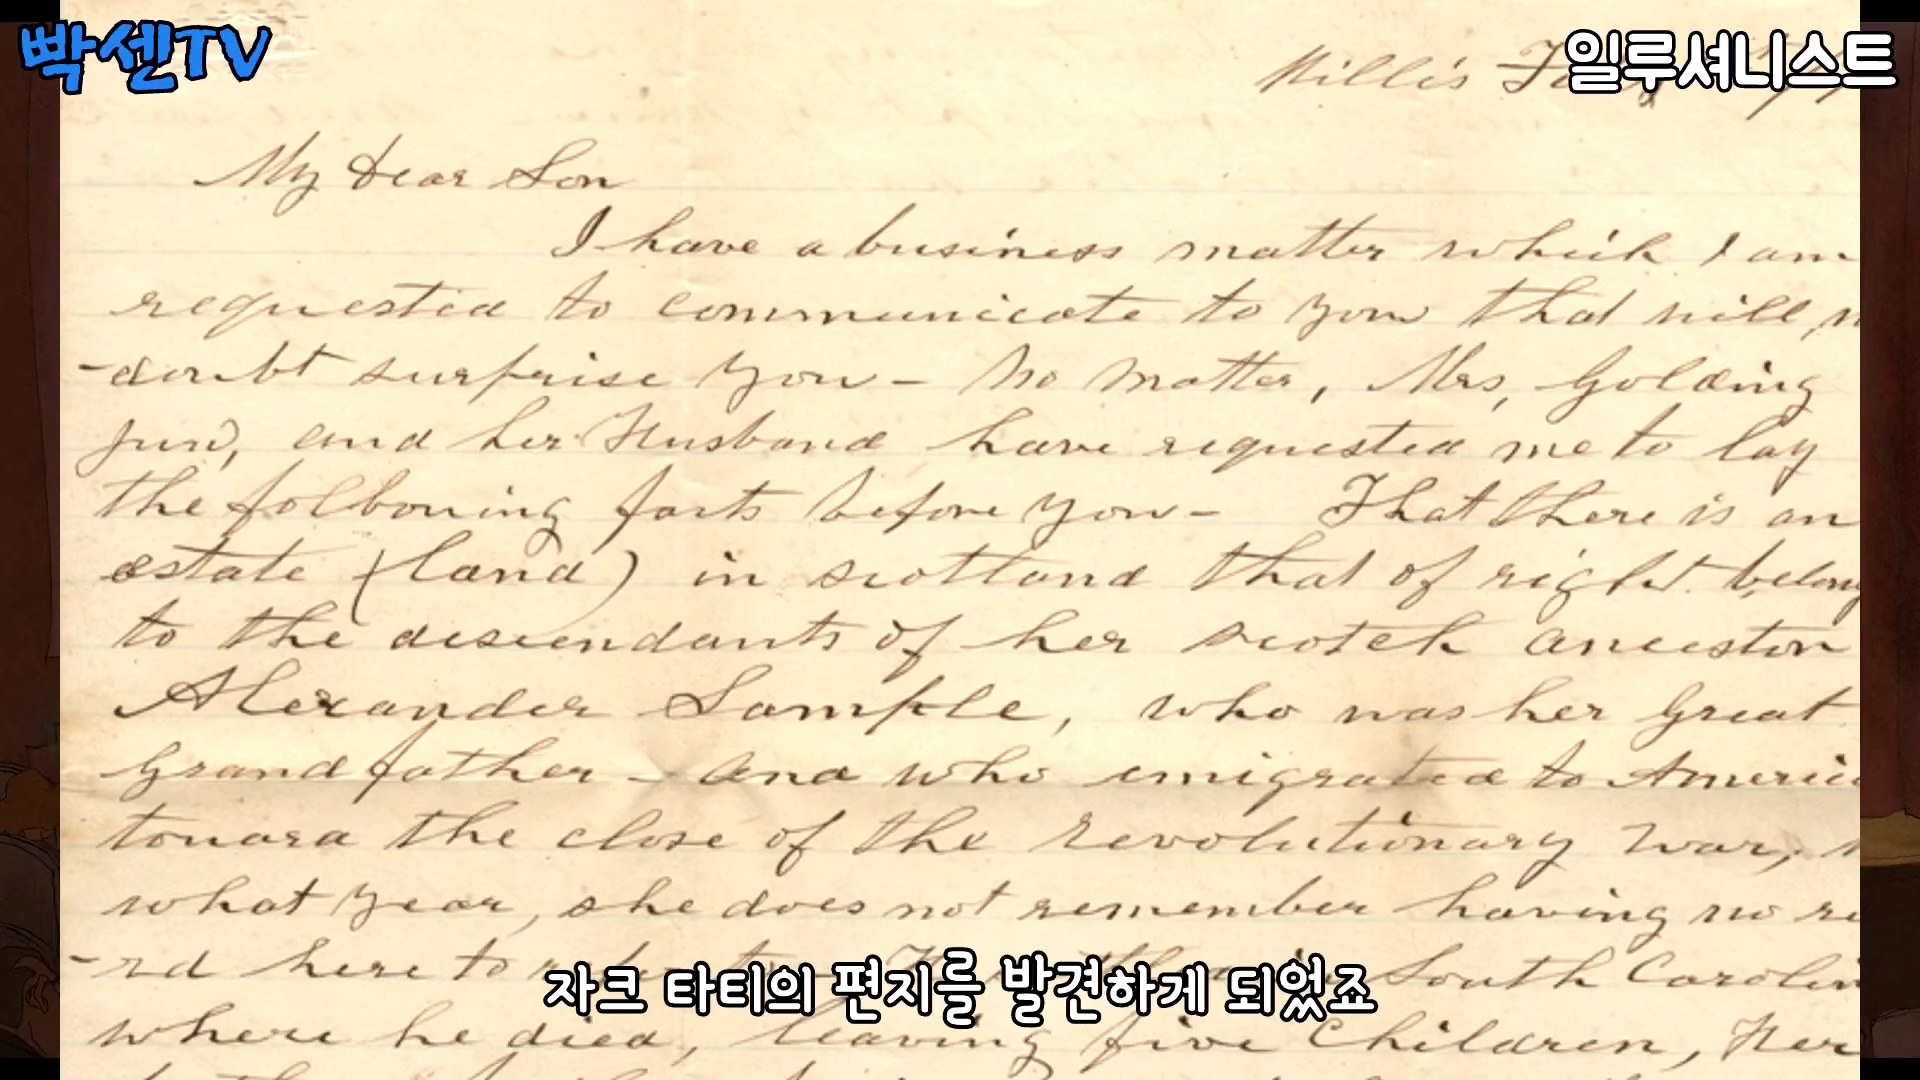 빡센TV
일루셔니스트
Willis
My Dear Son
I have a business matter which I am
requested to communicate to you that will,
-doubt surprise you - No matter, Mrs, Golding
jun, and her Husband have requested me to lay
the following facts before you - That there is an
estate (land) in scotland that of right belong
to the descendants of her scotch ancestor
Alexander Sample, who was her great
grandfather - and who emigrated to America
toward the close of the revolutionary war,
what year, she does not remember having no re
-rd here to South Carolin
자크 타티의 편지를 발견하게 되었죠
where he died, leaving five Children, Her